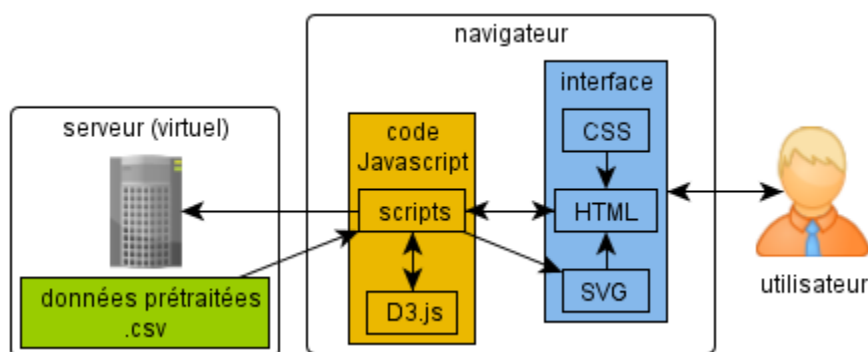 navigateur
serveur (virtuel)
code
Javascript
interface
CSS
scripts
HTML
D3.js
SVG
données prétraitées
.csv
utilisateur